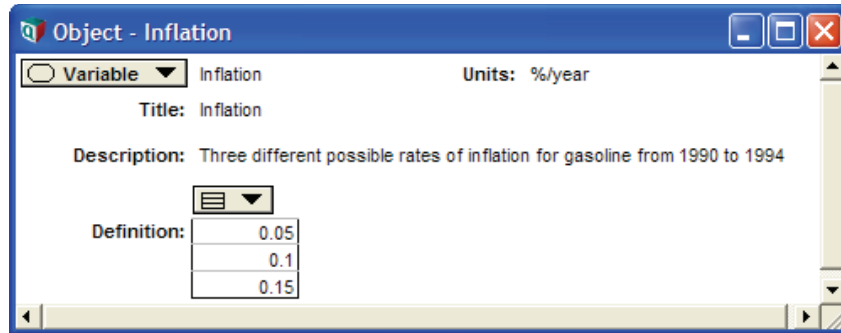 Object - Inflation
Variable Inflation Units: %/year
Title: Inflation
Description: Three different possible rates of inflation for gasoline from 1990 to 1994
Definition: 0.05
0.1
0.15